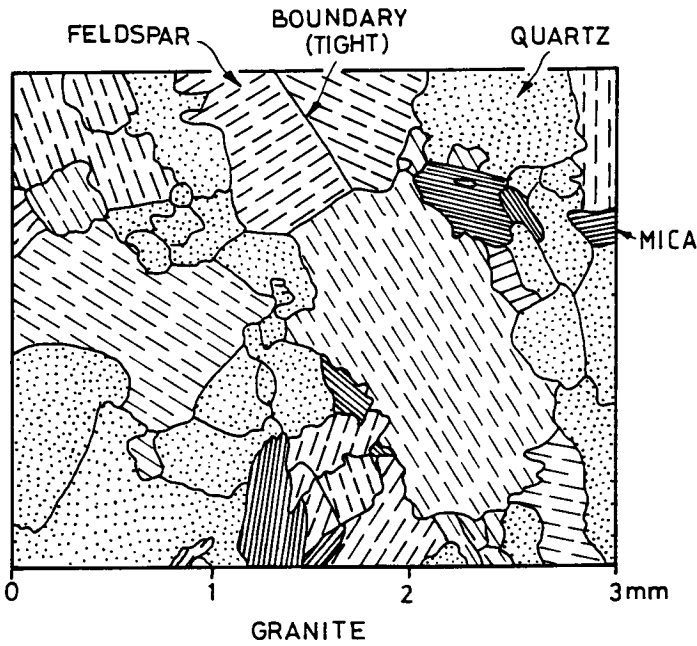 FELDSPAR
BOUNDARY
(TIGHT)
QUARTZ
MICA
0 1 2 3mm
GRANITE